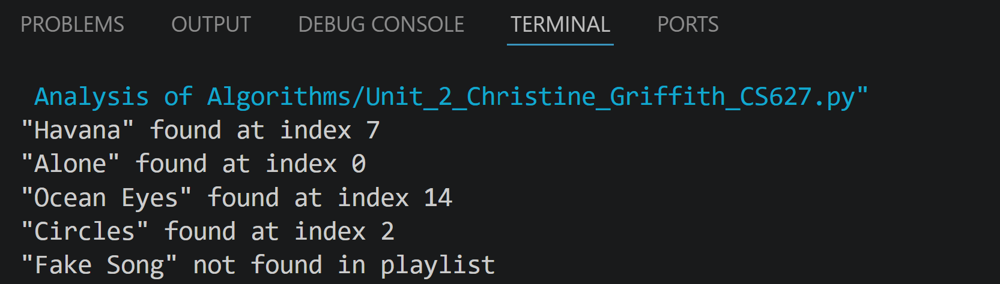 PROBLEMS OUTPUT DEBUG CONSOLE TERMINAL PORTS
Analysis of Algorithms/Unit_2_Christine_Griffith_CS627.py"
"Havana" found at index 7
"Alone" found at index 0
"Ocean Eyes" found at index 14
"Circles" found at index 2
"Fake Song" not found in playlist